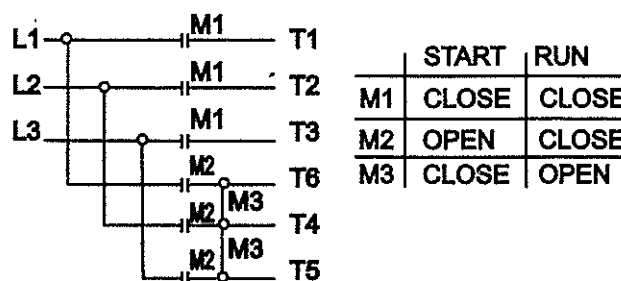 L1 M1 T1
L2 M1 T2
L3 M1 T3
M2 T6
M3
M2 T4
M3
M2 T5
START RUN
M1 CLOSE CLOSE
M2 OPEN CLOSE
M3 CLOSE OPEN